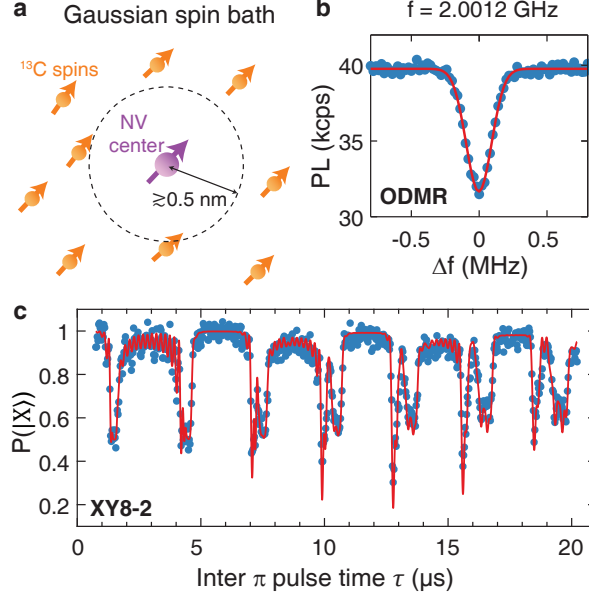 a
Gaussian spin bath
¹³C spins
NV
center
≳0.5 nm
b
f = 2.0012 GHz
PL (kcps)
40
35
30
ODMR
-0.5
0
0.5
Δf (MHz)
c
P(|X⟩)
1
0.8
0.6
0.4
0.2
XY8-2
0
5
10
15
20
Inter π pulse time τ (μs)